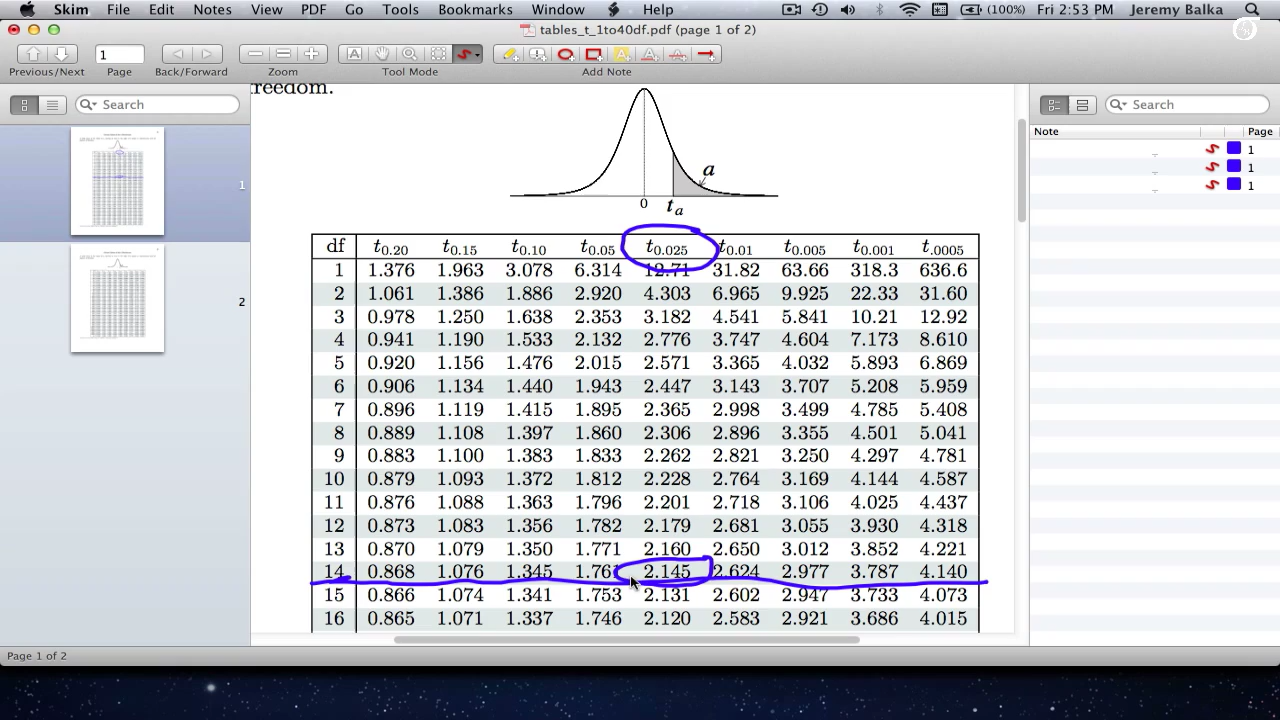 Skim File Edit View PDF Go Tools Bookmarks Window Help (100%) Fri 2:53 PM Jeremy Balka
tables_t_1to40df.pdf (page 1 of 2)
1
Previous/Next Page Back/Forward Zoom Tool Mode Add Note
Search
reedom.
Search
Note Page
1
1
1
1
2
a
0 ta
df t0.20 t0.15 t0.10 t0.05 t0.025 t0.01 t0.005 t0.001 t.0005
1 1.376 1.963 3.078 6.314 12.71 31.82 63.66 318.3 636.6
2 1.061 1.386 1.886 2.920 4.303 6.965 9.925 22.33 31.60
3 0.978 1.250 1.638 2.353 3.182 4.541 5.841 10.21 12.92
4 0.941 1.190 1.533 2.132 2.776 3.747 4.604 7.173 8.610
5 0.920 1.156 1.476 2.015 2.571 3.365 4.032 5.893 6.869
6 0.906 1.134 1.440 1.943 2.447 3.143 3.707 5.208 5.959
7 0.896 1.119 1.415 1.895 2.365 2.998 3.499 4.785 5.408
8 0.889 1.108 1.397 1.860 2.306 2.896 3.355 4.501 5.041
9 0.883 1.100 1.383 1.833 2.262 2.821 3.250 4.297 4.781
10 0.879 1.093 1.372 1.812 2.228 2.764 3.169 4.144 4.587
11 0.876 1.088 1.363 1.796 2.201 2.718 3.106 4.025 4.437
12 0.873 1.083 1.356 1.782 2.179 2.681 3.055 3.930 4.318
13 0.870 1.079 1.350 1.771 2.160 2.650 3.012 3.852 4.221
14 0.868 1.076 1.345 1.761 2.145 2.624 2.977 3.787 4.140
15 0.866 1.074 1.341 1.753 2.131 2.602 2.947 3.733 4.073
16 0.865 1.071 1.337 1.746 2.120 2.583 2.921 3.686 4.015
Page 1 of 2